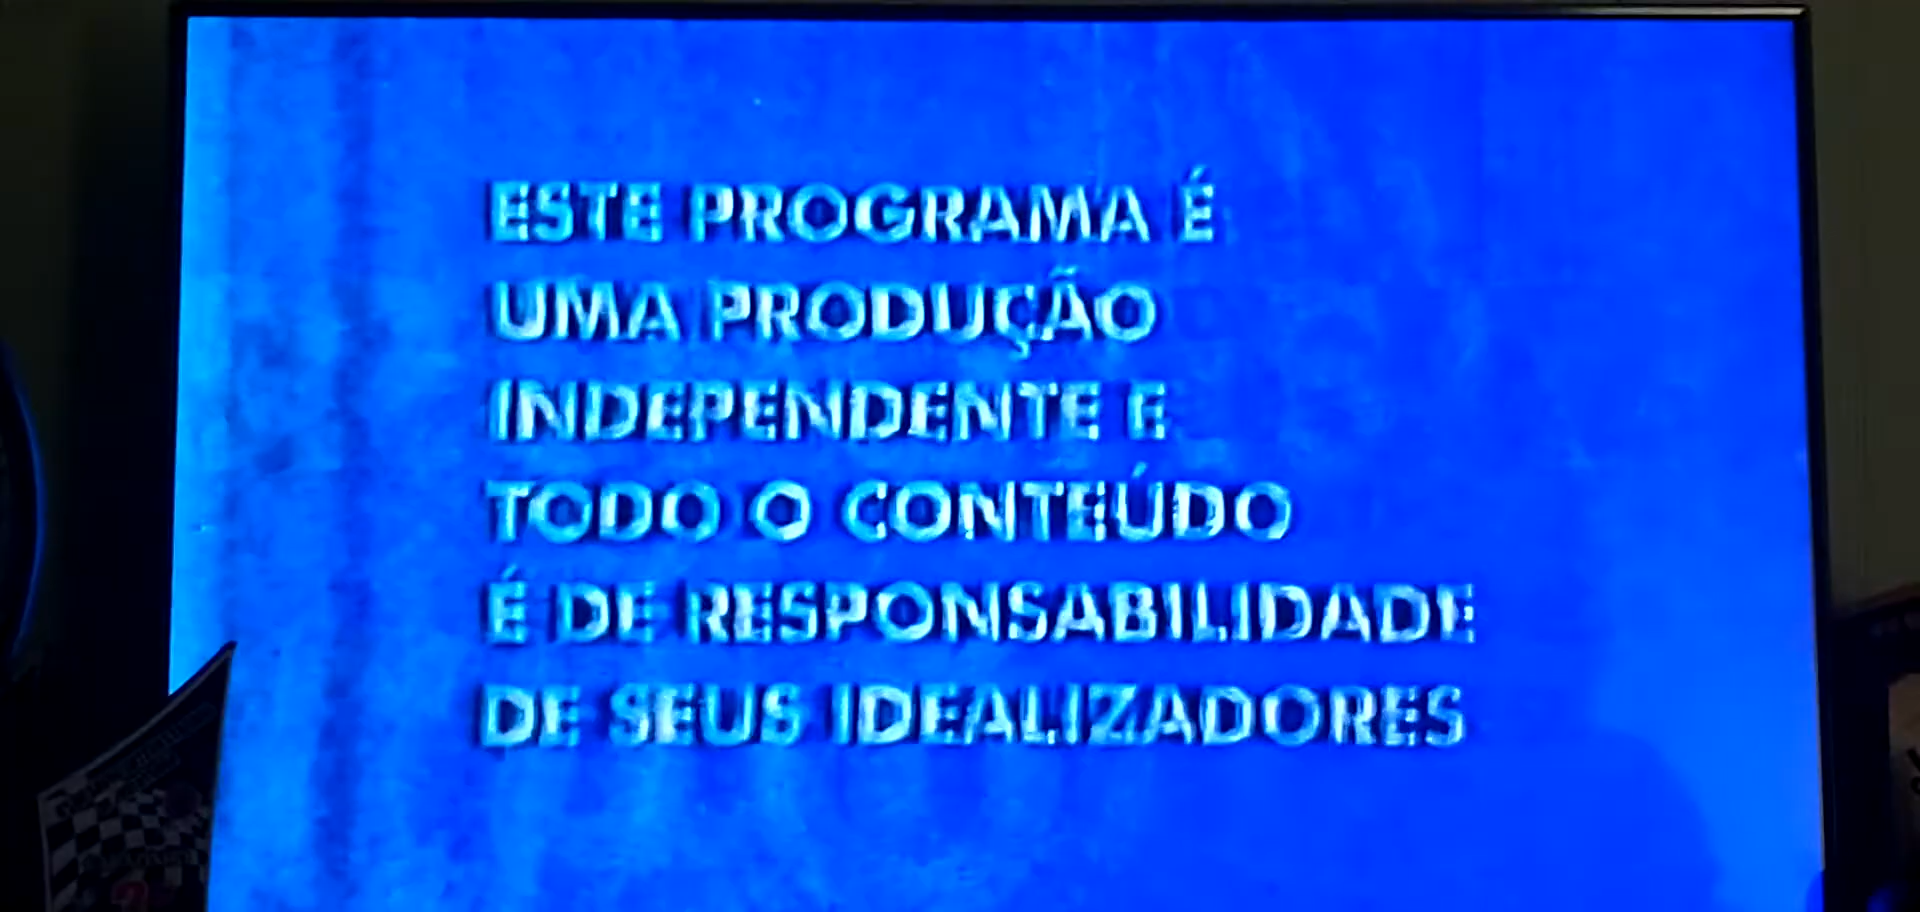 ESTE PROGRAMA É
UMA PRODUÇÃO
INDEPENDENTE E
TODO O CONTEÚDO
É DE RESPONSABILIDADE
DE SEUS IDEALIZADORES